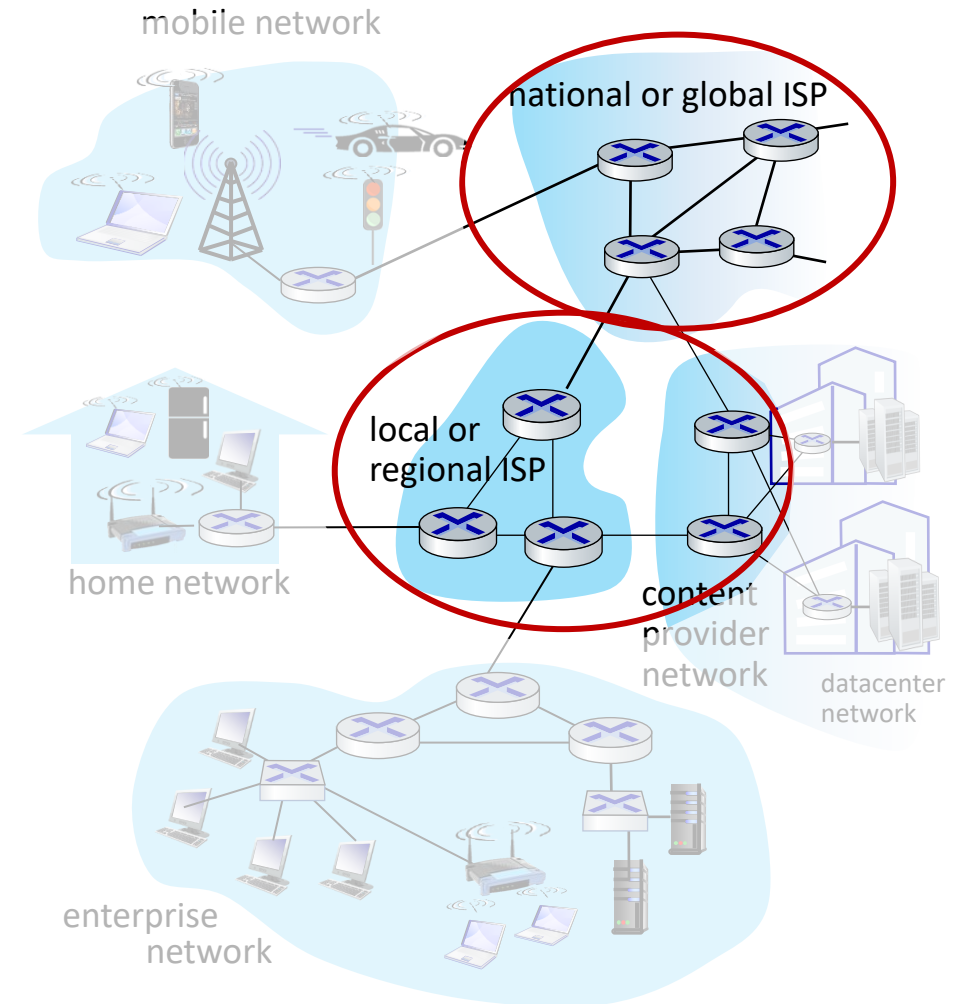 mobile network
national or global ISP
local or
regional ISP
home network
content
provider
network
datacenter
network
enterprise
network